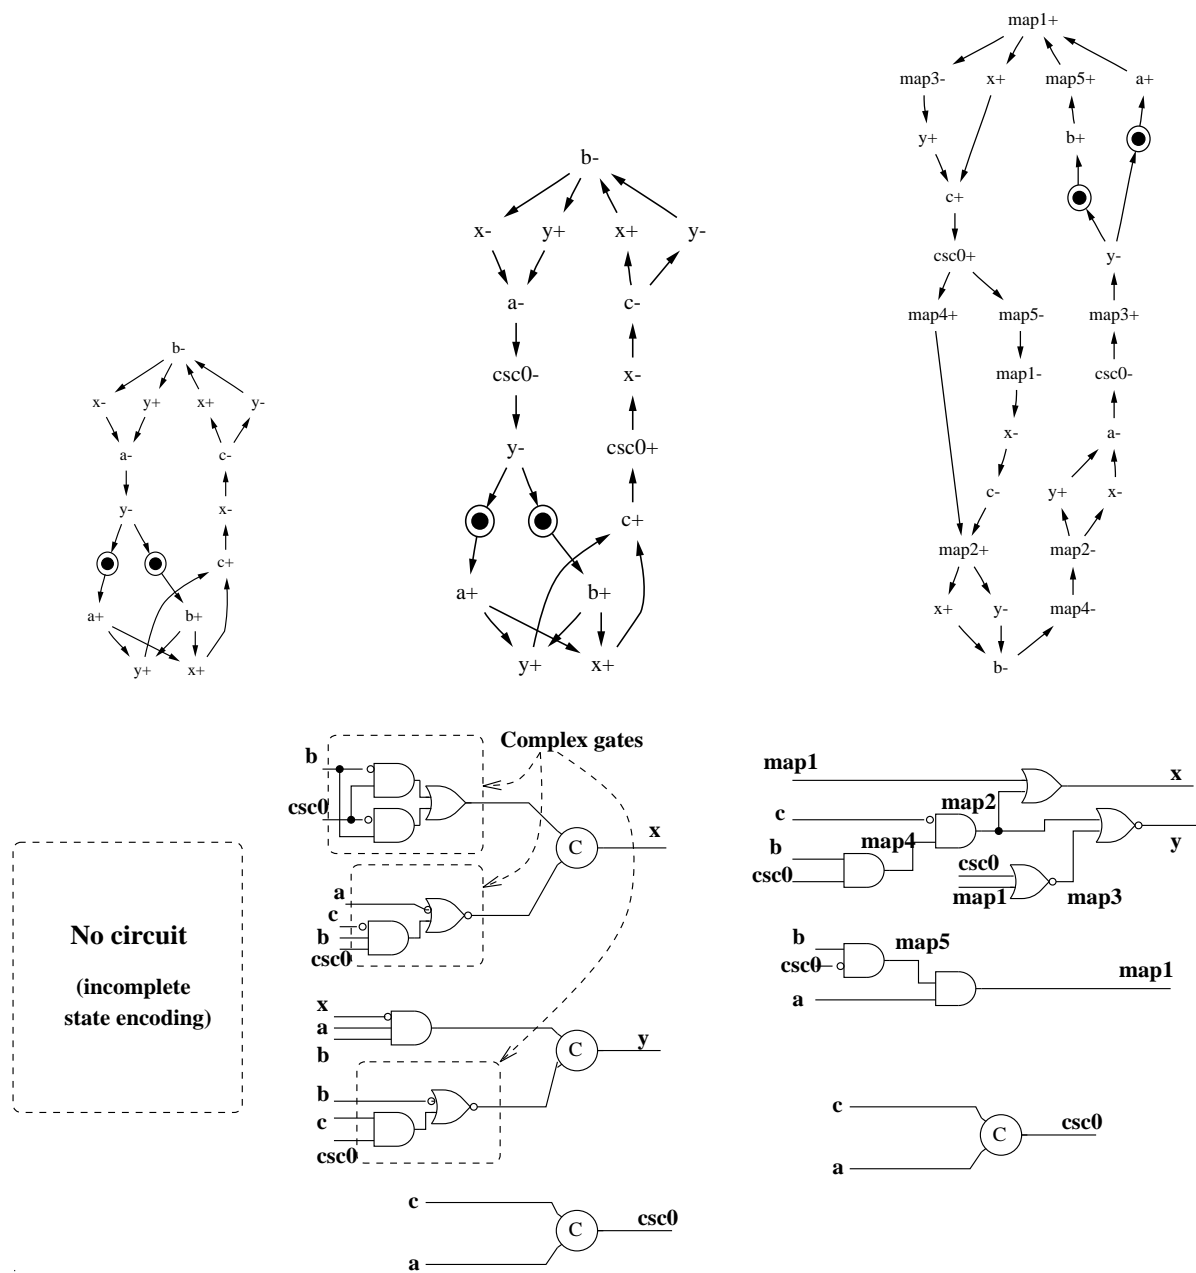 b-
x- y+ x+ y-
a- c-
y- x-
c+
a+ b+
y+ x+
b-
x- y+ x+ y-
a- c-
csc0- x-
y- csc0+
c+
a+ b+
y+ x+
map1+
map3- x+ map5+ a+
y+ b+
c+
csc0+ y-
map4+ map5- map3+
map1- csc0-
x- a-
c- y+ x-
map2+ map2-
x+ y- map4-
b-
No circuit
(incomplete
state encoding)
Complex gates
b
csc0
C
x
a
c
b
csc0
x
a
b
C
y
b
c
csc0
c
C
csc0
a
map1
x
c
map2
b
map4
csc0
y
csc0
map1
map3
b
map5
csc0
map1
a
c
C
csc0
a